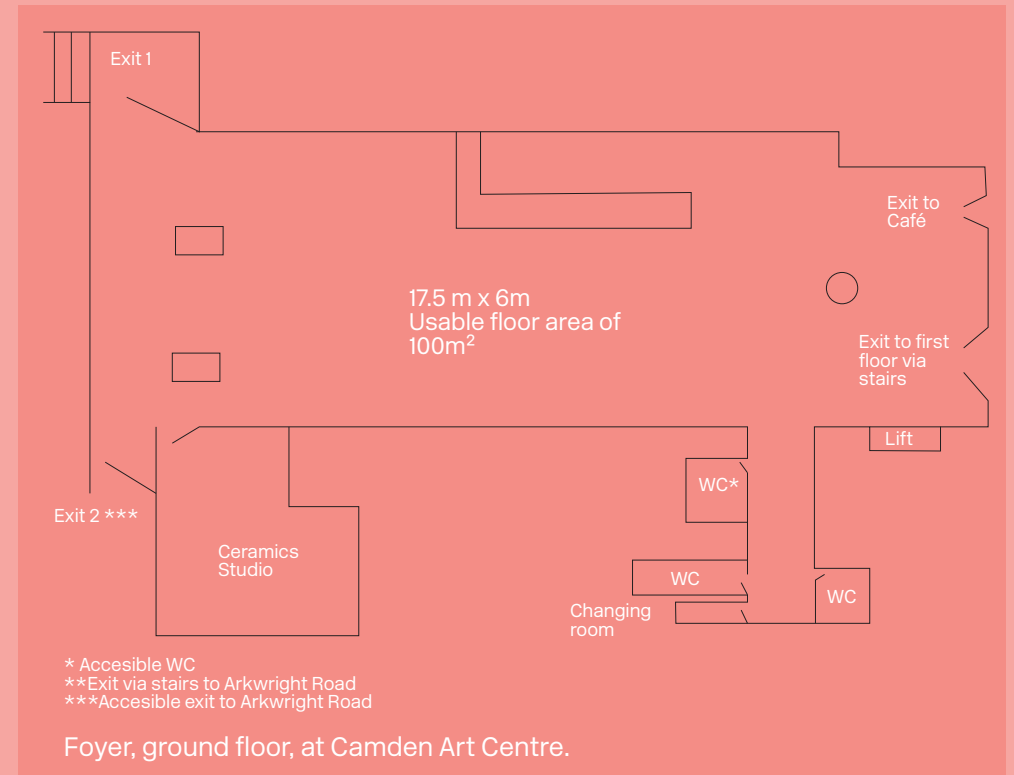 Exit 1
Exit to
Café
17.5 m x 6m
Usable floor area of
100m²
Exit to first
floor via
stairs
Lift
WC*
Exit 2 ***
Ceramics
Studio
WC
WC
Changing
room
* Accesible WC
**Exit via stairs to Arkwright Road
***Accesible exit to Arkwright Road
Foyer, ground floor, at Camden Art Centre.